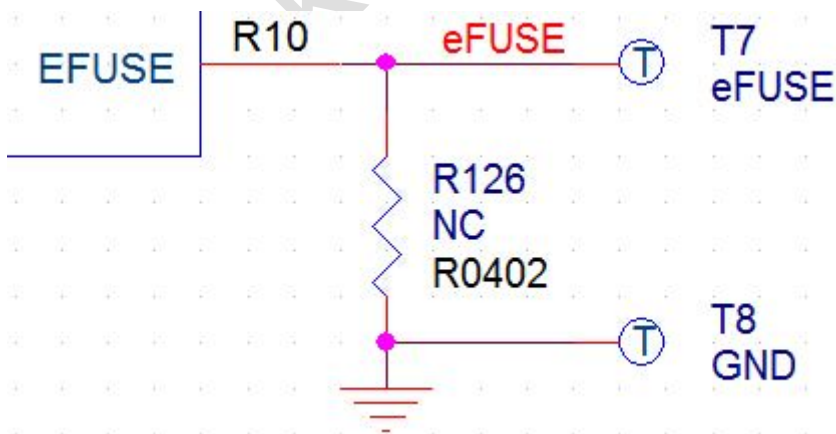 R10
eFUSE
EFUSE
T
T7
eFUSE
R126
NC
R0402
T
T8
GND